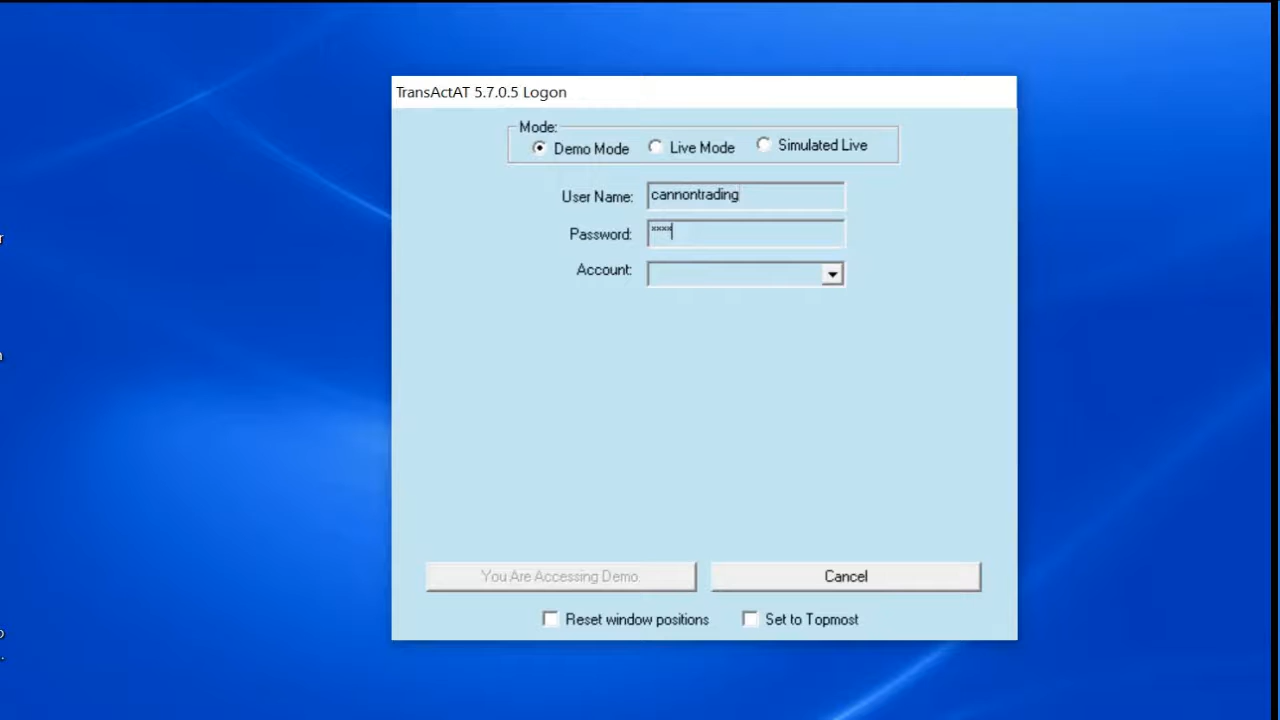 TransActAT 5.7.0.5 Logon
Mode:
Demo Mode Live Mode Simulated Live
User Name: cannontrading
Password: ****
Account:
You Are Accessing Demo.
Cancel
Reset window positions Set to Topmost